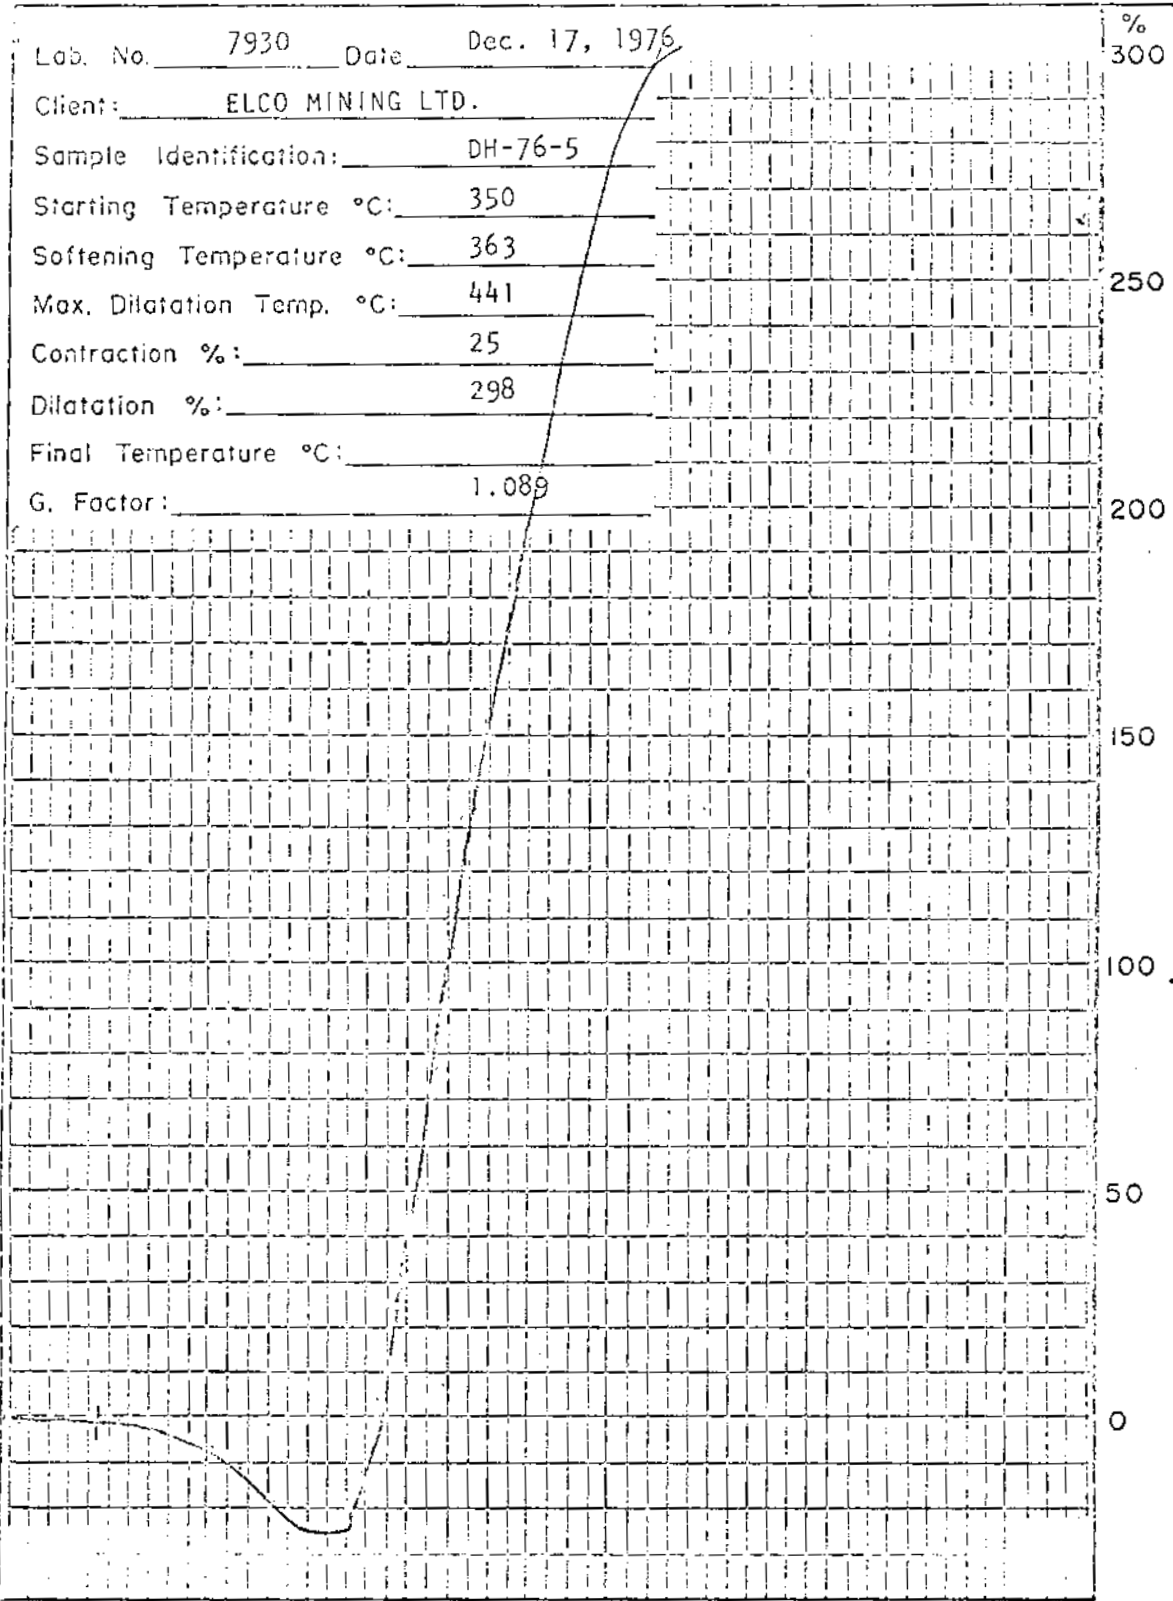 Lab. No. 7930 Date Dec. 17, 1976
Client: ELCO MINING LTD.
Sample Identification: DH-76-5
Starting Temperature °C: 350
Softening Temperature °C: 363
Max. Dilatation Temp. °C: 441
Contraction %: 25
Dilatation %: 298
Final Temperature °C:
G. Factor: 1.089
%
300
250
200
150
100
50
0